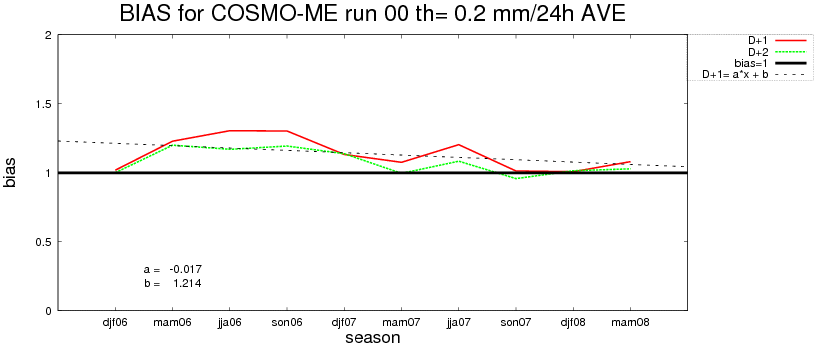 BIAS for COSMO-ME run 00 th= 0.2 mm/24h AVE
D+1
D+2
bias=1
D+1= a*x + b
2
1.5
1
0.5
0
bias
a = -0.017
b = 1.214
djf06 mam06 jja06 son06 djf07 mam07 jja07 son07 djf08 mam08
season